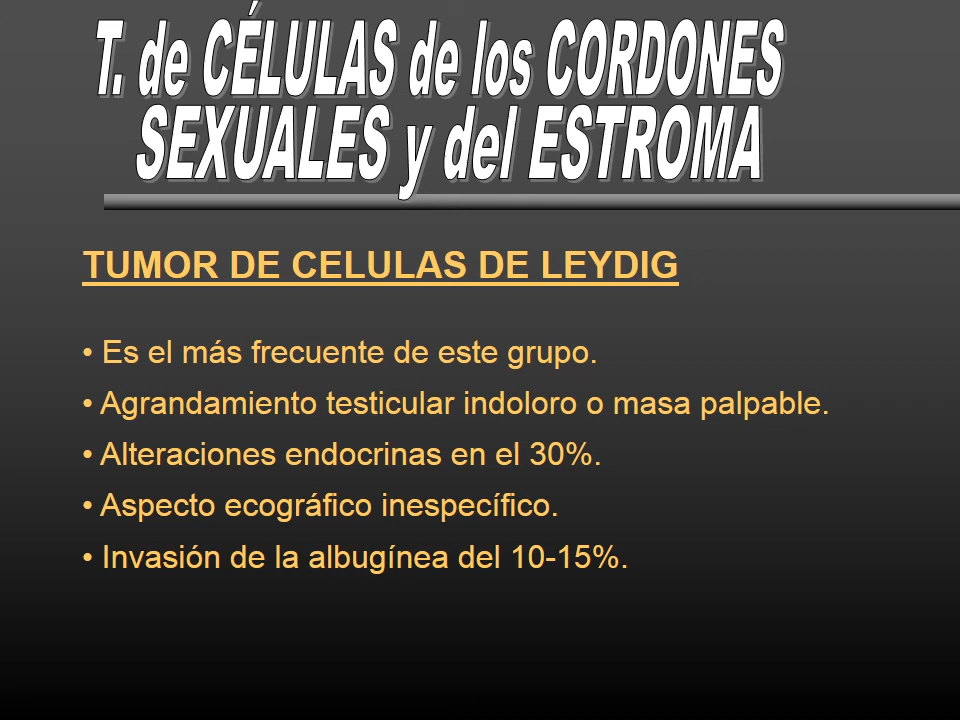 T. de CÉLULAS de los CORDONES
SEXUALES y del ESTROMA
TUMOR DE CELULAS DE LEYDIG
• Es el más frecuente de este grupo.
• Agrandamiento testicular indoloro o masa palpable.
• Alteraciones endocrinas en el 30%.
• Aspecto ecográfico inespecífico.
• Invasión de la albugínea del 10-15%.